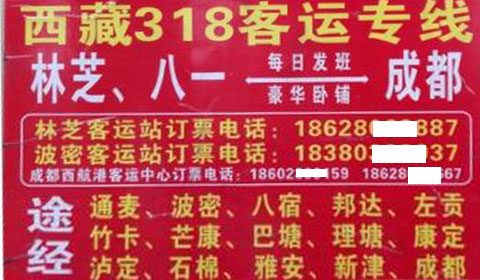 西藏318客运专线
林芝、八一 每日发班 成都
豪华卧铺
林芝客运站订票电话：18628 887
波密客运站订票电话：18380 37
成都西航港客运中心订票电话：18602 159 18628 67
途经
通麦、波密、八宿、邦达、左贡
竹卡、芒康、巴塘、理塘、康定
泸定、石棉、雅安、新津、成都